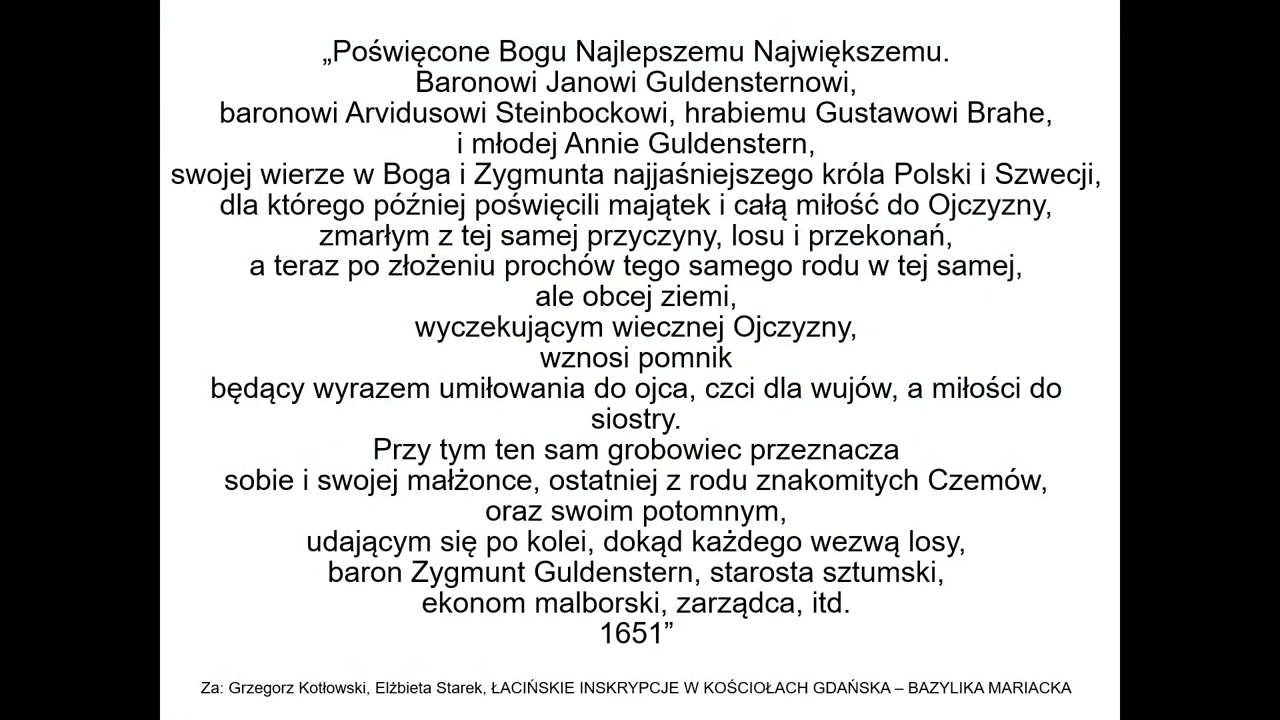 „Poświęcone Bogu Najlepszemu Największemu.
Baronowi Janowi Guldensternowi,
baronowi Arvidusowi Steinbockowi, hrabiemu Gustawowi Brahe,
i młodej Annie Guldenstern,
swojej wierze w Boga i Zygmunta najjaśniejszego króla Polski i Szwecji,
dla którego później poświęcili majątek i całą miłość do Ojczyzny,
zmarłym z tej samej przyczyny, losu i przekonań,
a teraz po złożeniu prochów tego samego rodu w tej samej,
ale obcej ziemi,
wyczekującym wiecznej Ojczyzny,
wznosi pomnik
będący wyrazem umiłowania do ojca, czci dla wujów, a miłości do
siostry.
Przy tym ten sam grobowiec przeznacza
sobie i swojej małżonce, ostatniej z rodu znakomitych Czemów,
oraz swoim potomnym,
udającym się po kolei, dokąd każdego wezwą losy,
baron Zygmunt Guldenstern, starosta sztumski,
ekonom malborski, zarządca, itd.
1651”
Za: Grzegorz Kotłowski, Elżbieta Starek, ŁACIŃSKIE INSKRYPCJE W KOŚCIOŁACH GDAŃSKA – BAZYLIKA MARIACKA